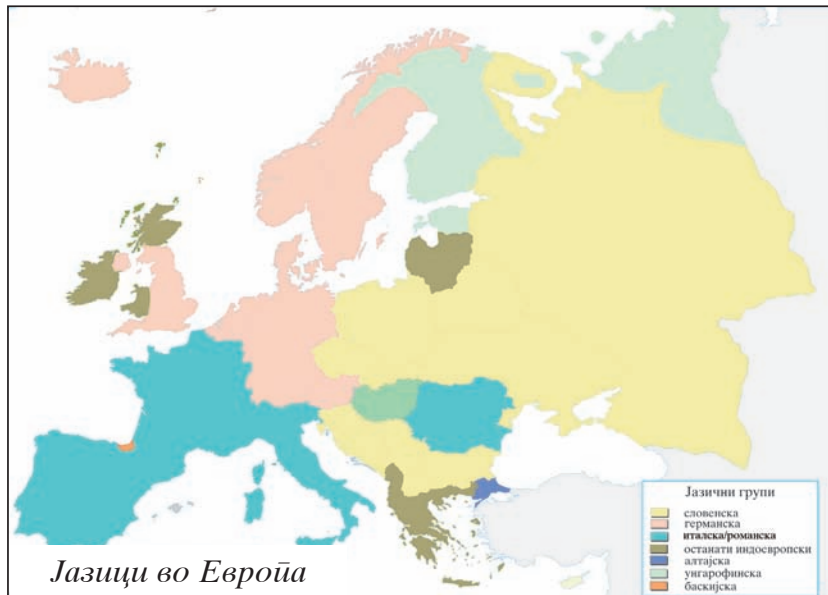 Јазични групи
словенска
германска
италска/романска
останати индоевропски
алтајска
унгарофинска
баскијска
Јазици во Европа